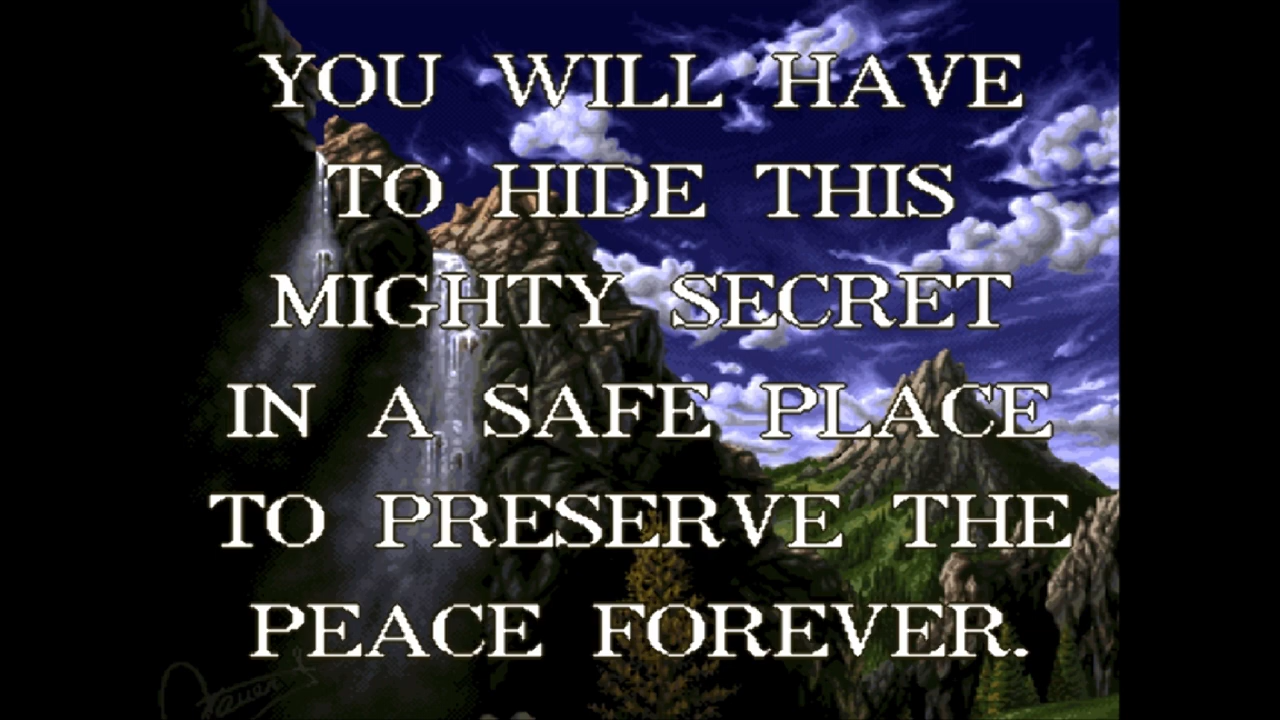 YOU WILL HAVE
TO HIDE THIS
MIGHTY SECRET
IN A SAFE PLACE
TO PRESERVE THE
PEACE FOREVER.